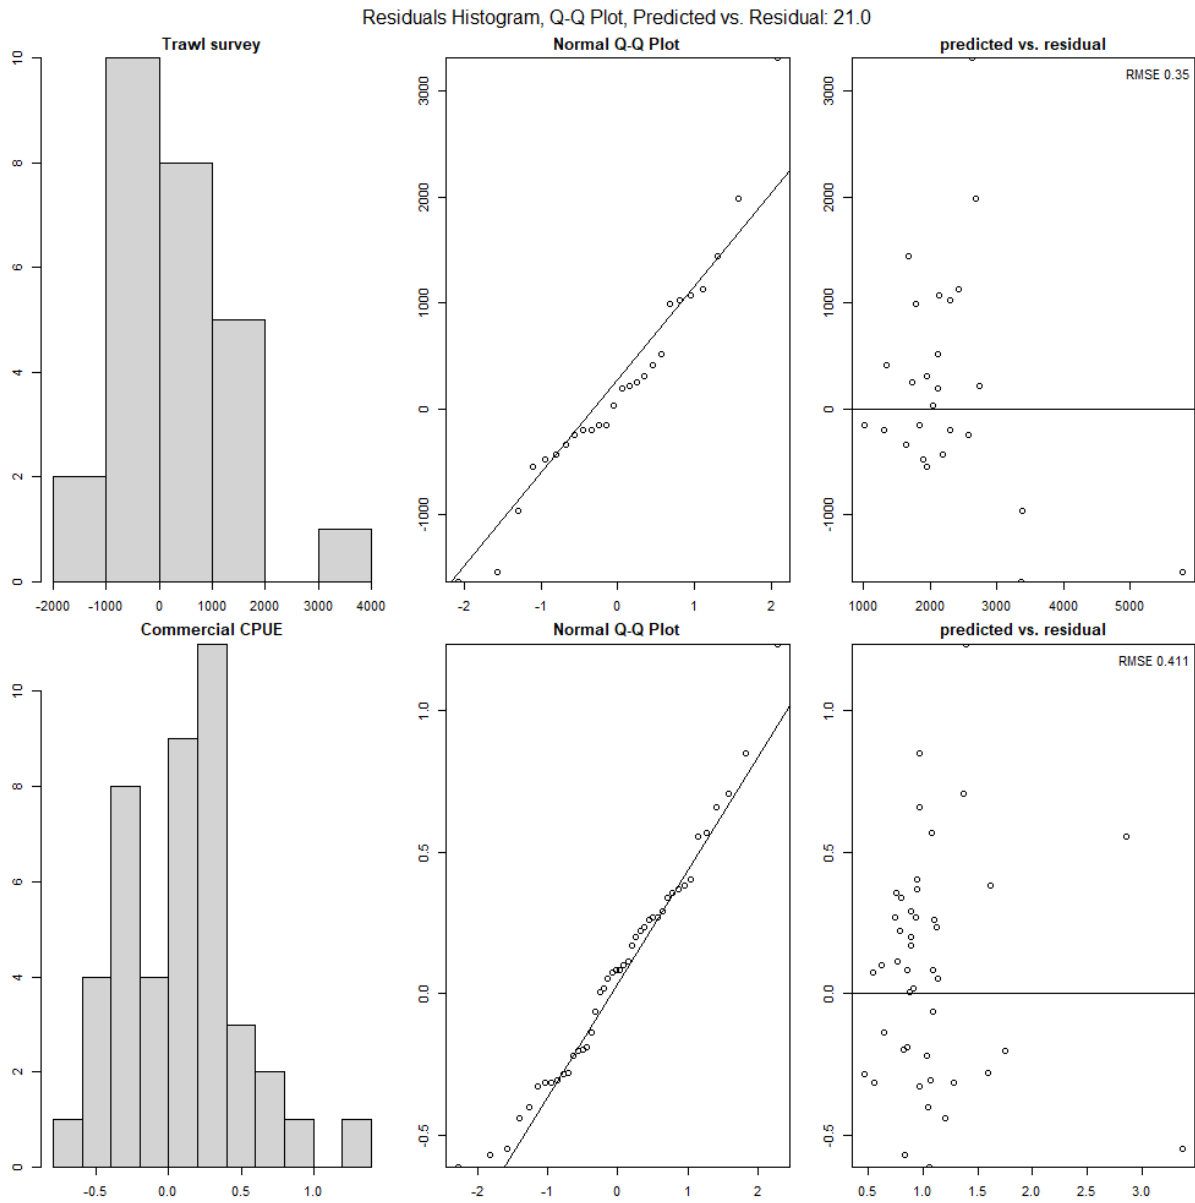 Residuals Histogram, Q-Q Plot, Predicted vs. Residual: 21.0
Trawl survey
Normal Q-Q Plot
predicted vs. residual
10
8
6
4
2
0
-2000 -1000 0 1000 2000 3000 4000
3000
2000
1000
0
-1000
-2 -1 0 1 2
RMSE 0.35
3000
2000
1000
0
-1000
1000 2000 3000 4000 5000
Commercial CPUE
Normal Q-Q Plot
predicted vs. residual
10
8
6
4
2
0
-0.5 0.0 0.5 1.0
1.0
0.5
0.0
-0.5
-2 -1 0 1 2
RMSE 0.411
1.0
0.5
0.0
-0.5
0.5 1.0 1.5 2.0 2.5 3.0